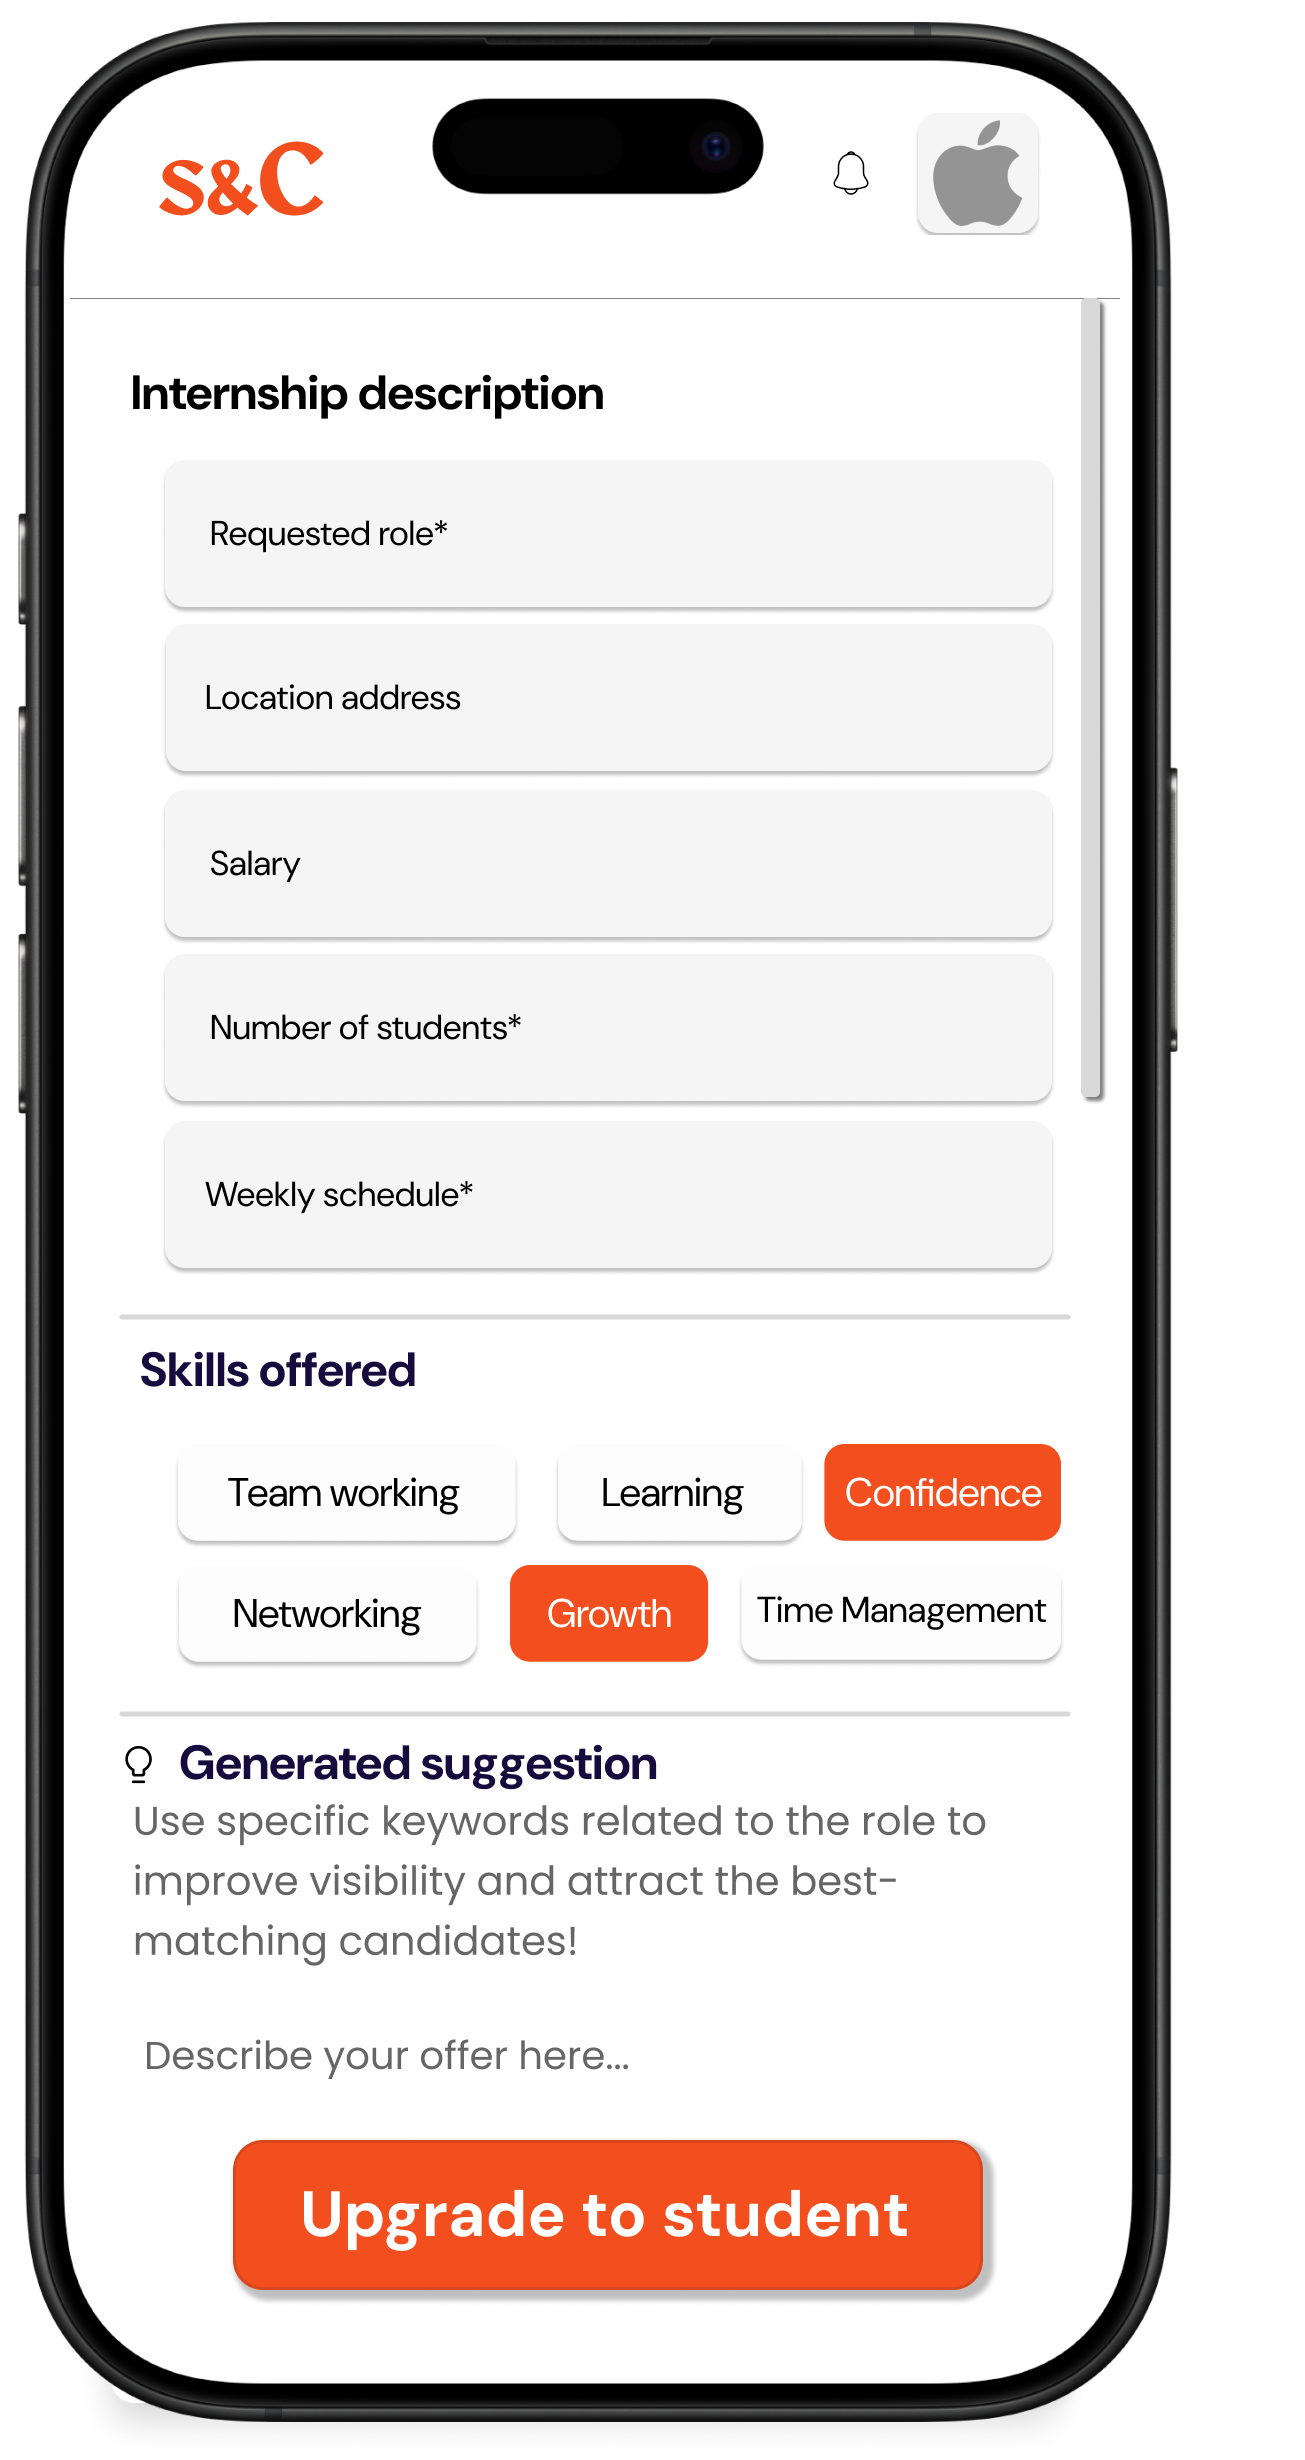 S&C
Internship description
Requested role*
Location address
Salary
Number of students*
Weekly schedule*
Skills offered
Team working Learning Confidence
Networking Growth Time Management
Generated suggestion
Use specific keywords related to the role to
improve visibility and attract the best-
matching candidates!
Describe your offer here...
Upgrade to student